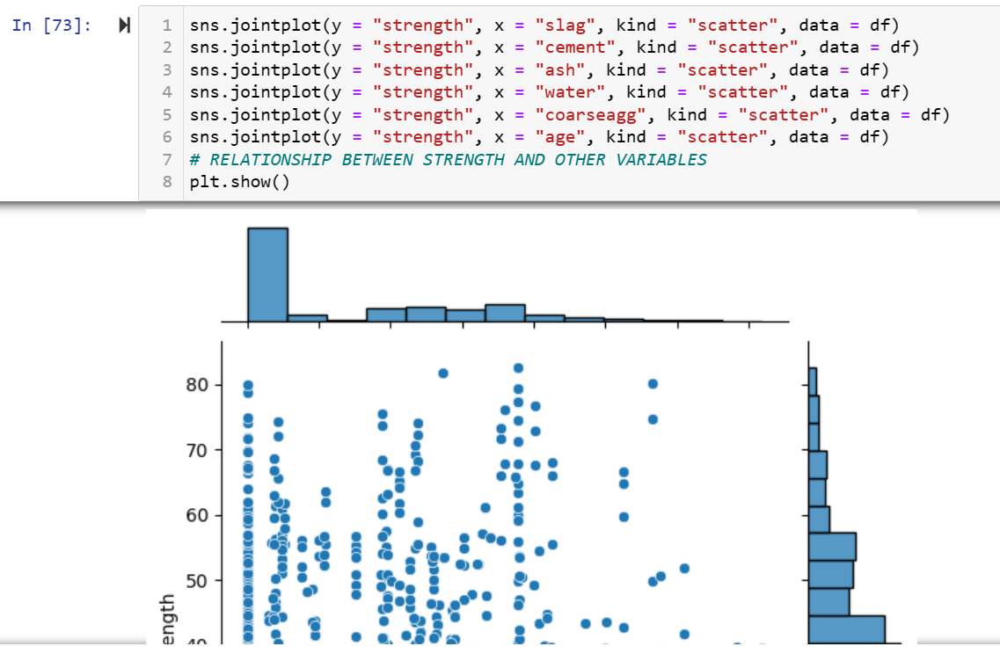 In [73]:
1 sns.jointplot(y = "strength", x = "slag", kind = "scatter", data = df)
2 sns.jointplot(y = "strength", x = "cement", kind = "scatter", data = df)
3 sns.jointplot(y = "strength", x = "ash", kind = "scatter", data = df)
4 sns.jointplot(y = "strength", x = "water", kind = "scatter", data = df)
5 sns.jointplot(y = "strength", x = "coarseagg", kind = "scatter", data = df)
6 sns.jointplot(y = "strength", x = "age", kind = "scatter", data = df)
7 # RELATIONSHIP BETWEEN STRENGTH AND OTHER VARIABLES
8 plt.show()
80
70
60
50
40
ength